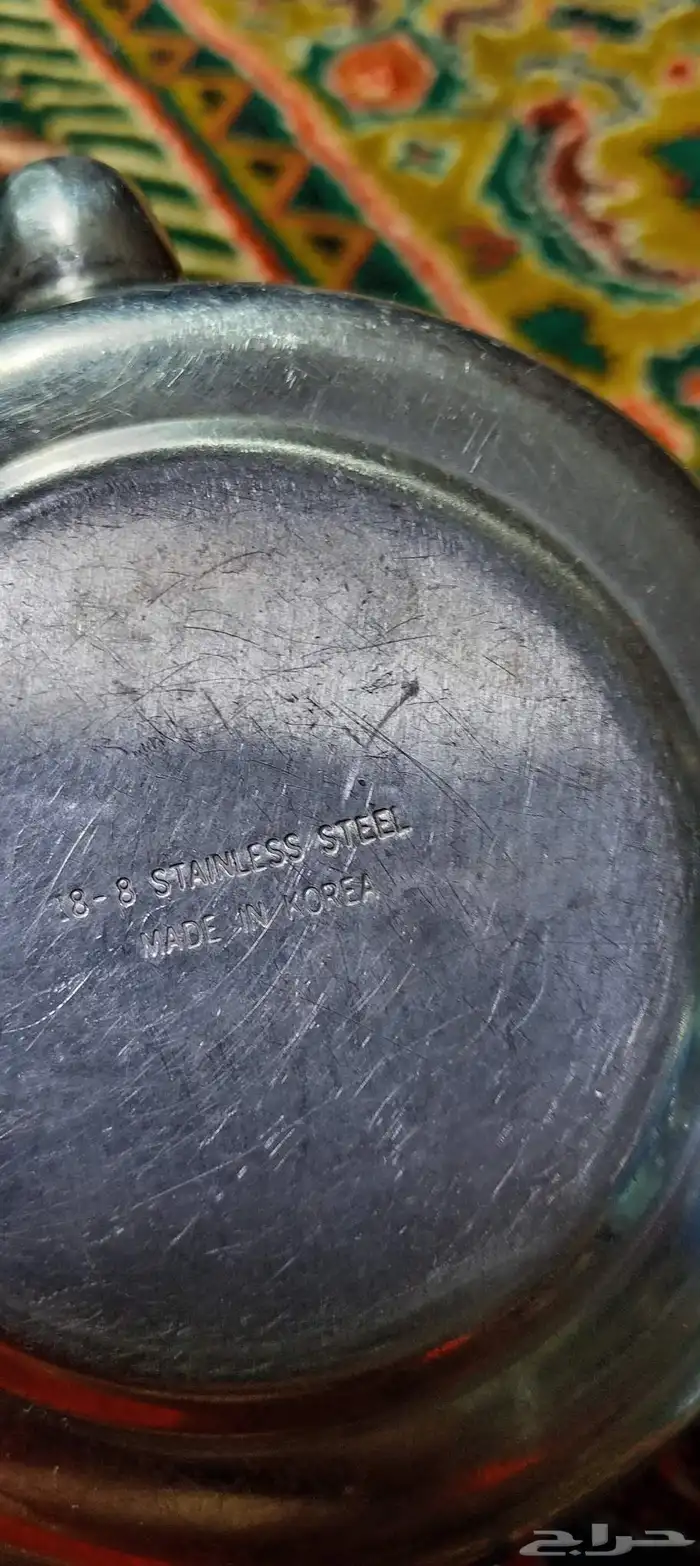 18-8 STAINLESS STEEL
MADE IN KOREA
حراج